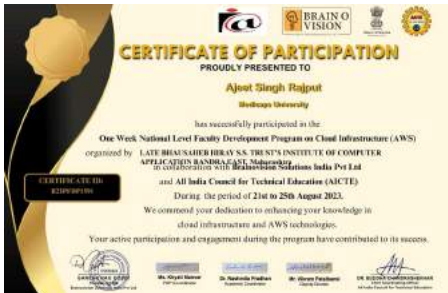 BRAIN O
VISION
CERTIFICATE OF PARTICIPATION
PROUDLY PRESENTED TO
Ajeet Singh Rajput
Medicaps University
has successfully participated in the
One Week National Level Faculty Development Program on Cloud Infrastructure (AWS)
organized by LATE BHAUSAHEB HIRAY S.S. TRUST'S INSTITUTE OF COMPUTER
APPLICATION BANDRA EAST, Maharashtra
in collaboration with Brainovision Solutions India Pvt Ltd
and All India Council for Technical Education (AICTE)
CERTIFICATE ID:
During the period of 21st to 25th August 2023.
We commend your dedication to enhancing your knowledge in
cloud infrastructure and AWS technologies.
Your active participation and engagement during the program have contributed to its success.